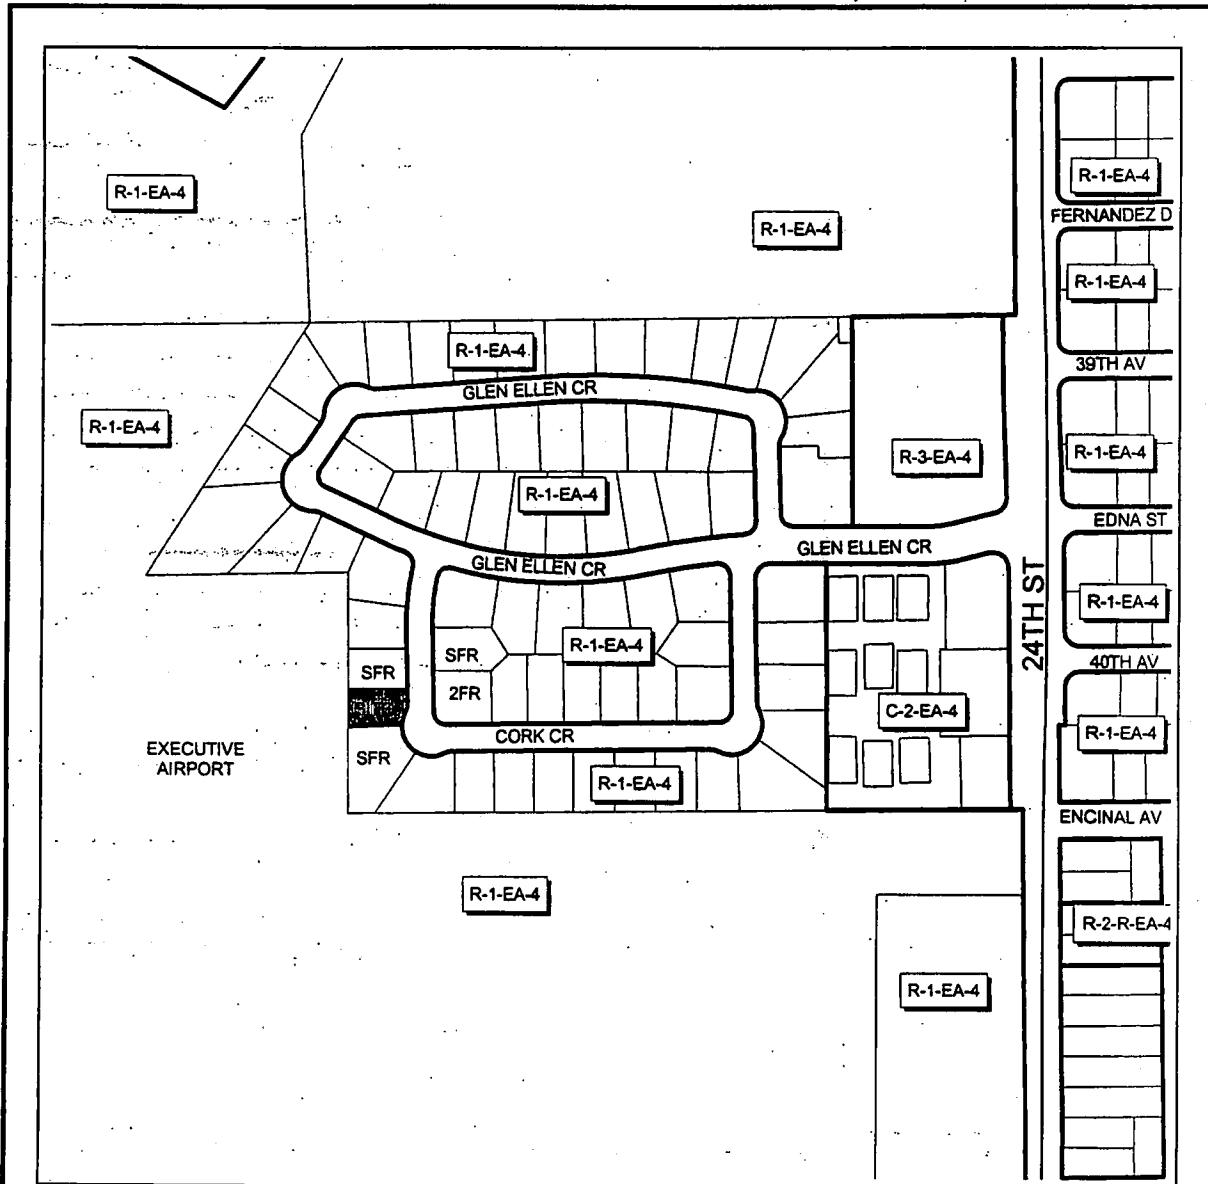 R-1-EA-4
R-1-EA-4
R-1-EA-4
FERNANDEZ D
R-1-EA-4
R-1-EA-4
39TH AV
GLEN ELLEN CR
R-1-EA-4
R-3-EA-4
R-1-EA-4
R-1-EA-4
EDNA ST
GLEN ELLEN CR
GLEN ELLEN CR
24TH ST
R-1-EA-4
R-1-EA-4
SFR
SFR
40TH AV
2FR
C-2-EA-4
R-1-EA-4
CORK CR
EXECUTIVE
AIRPORT
SFR
R-1-EA-4
ENCINAL AV
R-1-EA-4
R-2-R-EA-4
R-1-EA-4